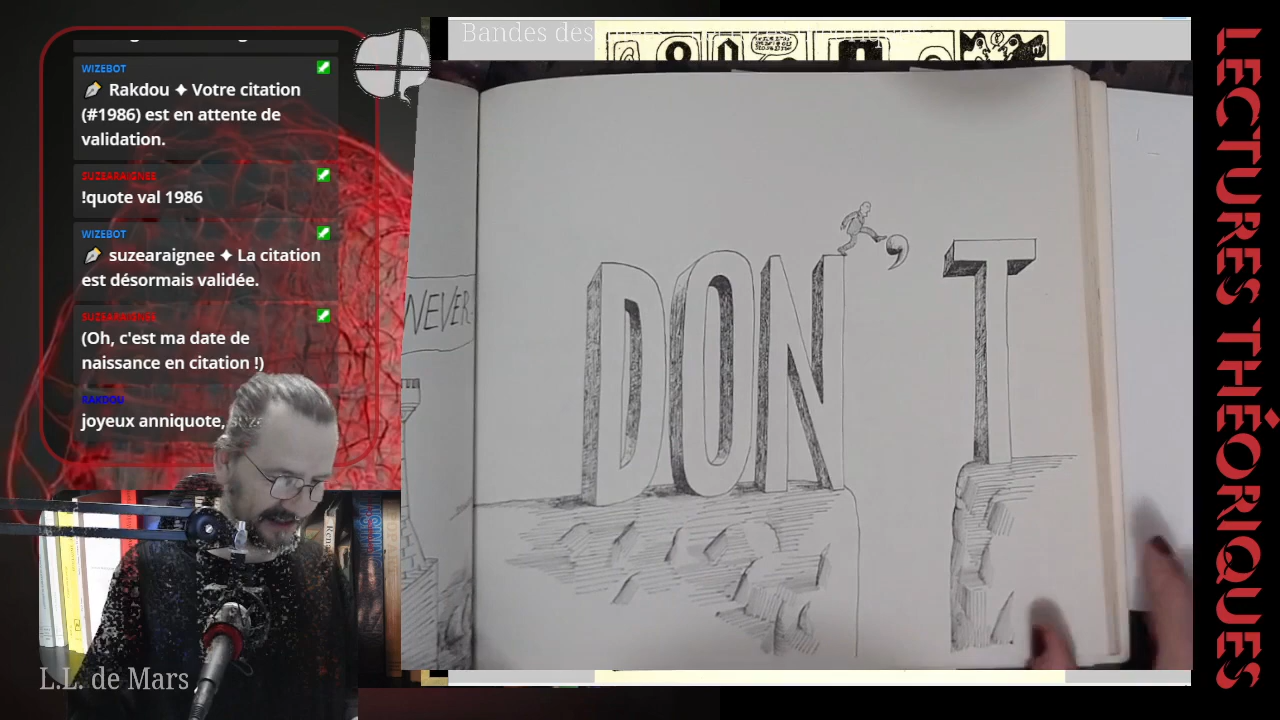 Bandes des
WIZEBOT
Rakdou ✦ Votre citation
(#1986) est en attente de
validation.
SUZEARAIGNEE
!quote val 1986
WIZEBOT
suzearaignee ✦ La citation
est désormais validée.
SUZEARAIGNEE
(Oh, c'est ma date de
naissance en citation !)
RAKDOU
joyeux anniquote, suze
NEVER
DON'T
L.L. de Mars
LECTURES THÉORIQUES